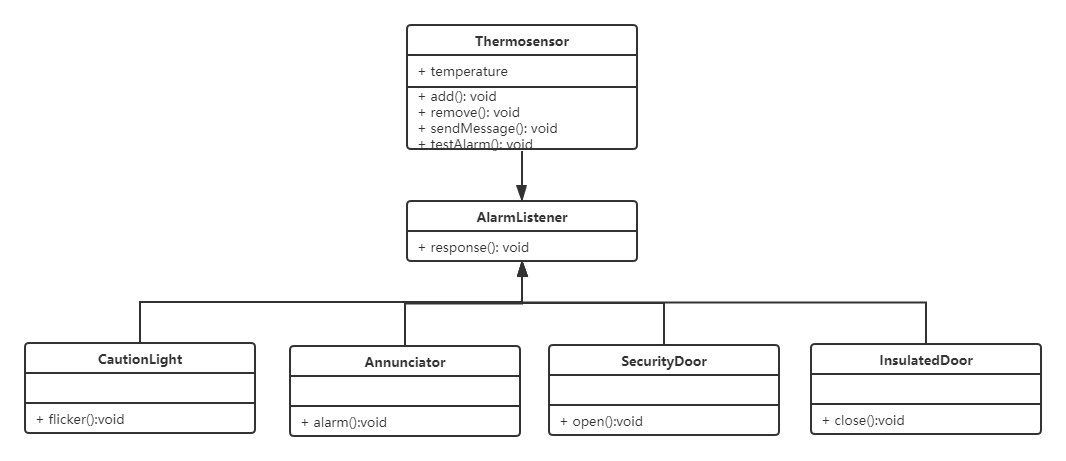 Thermosensor
+ temperature
+ add(): void
+ remove(): void
+ sendMessage(): void
+ testAlarm(): void
AlarmListener
+ response(): void
CautionLight
+ flicker():void
Annunciator
+ alarm():void
SecurityDoor
+ open():void
InsulatedDoor
+ close():void